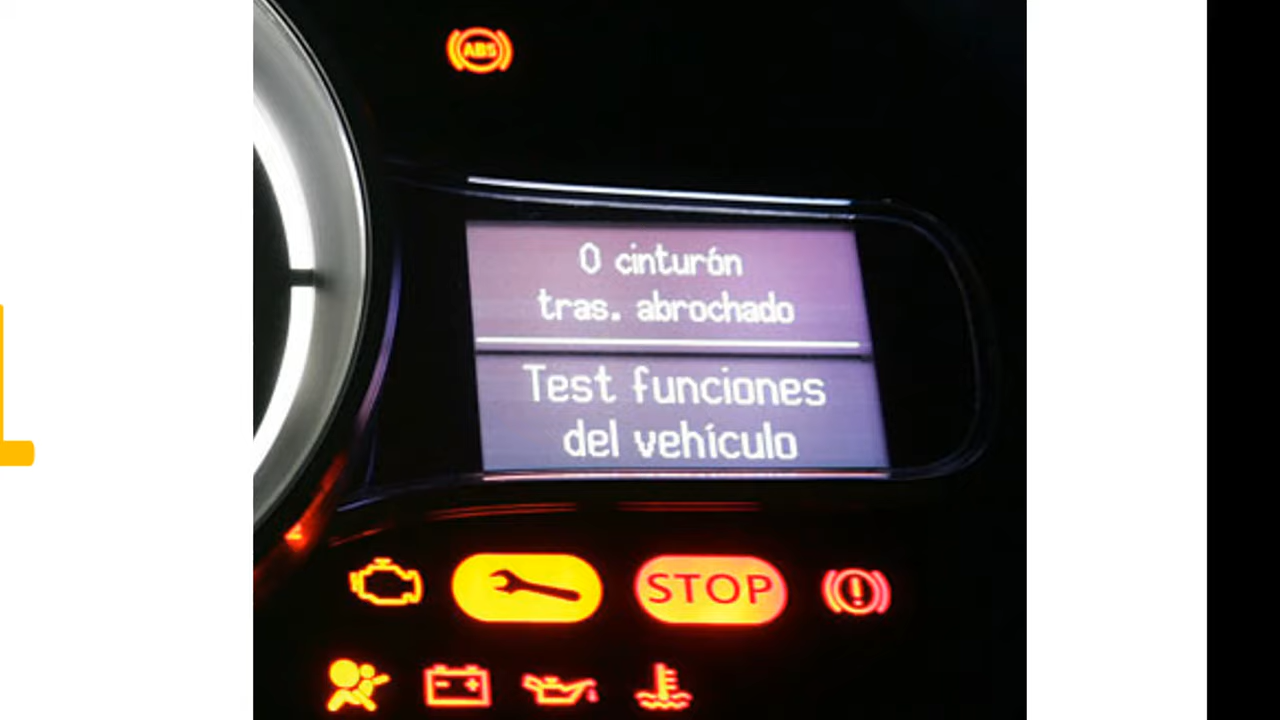 ABS
0 cinturón
tras. abrochado
Test funciones
del vehículo
STOP